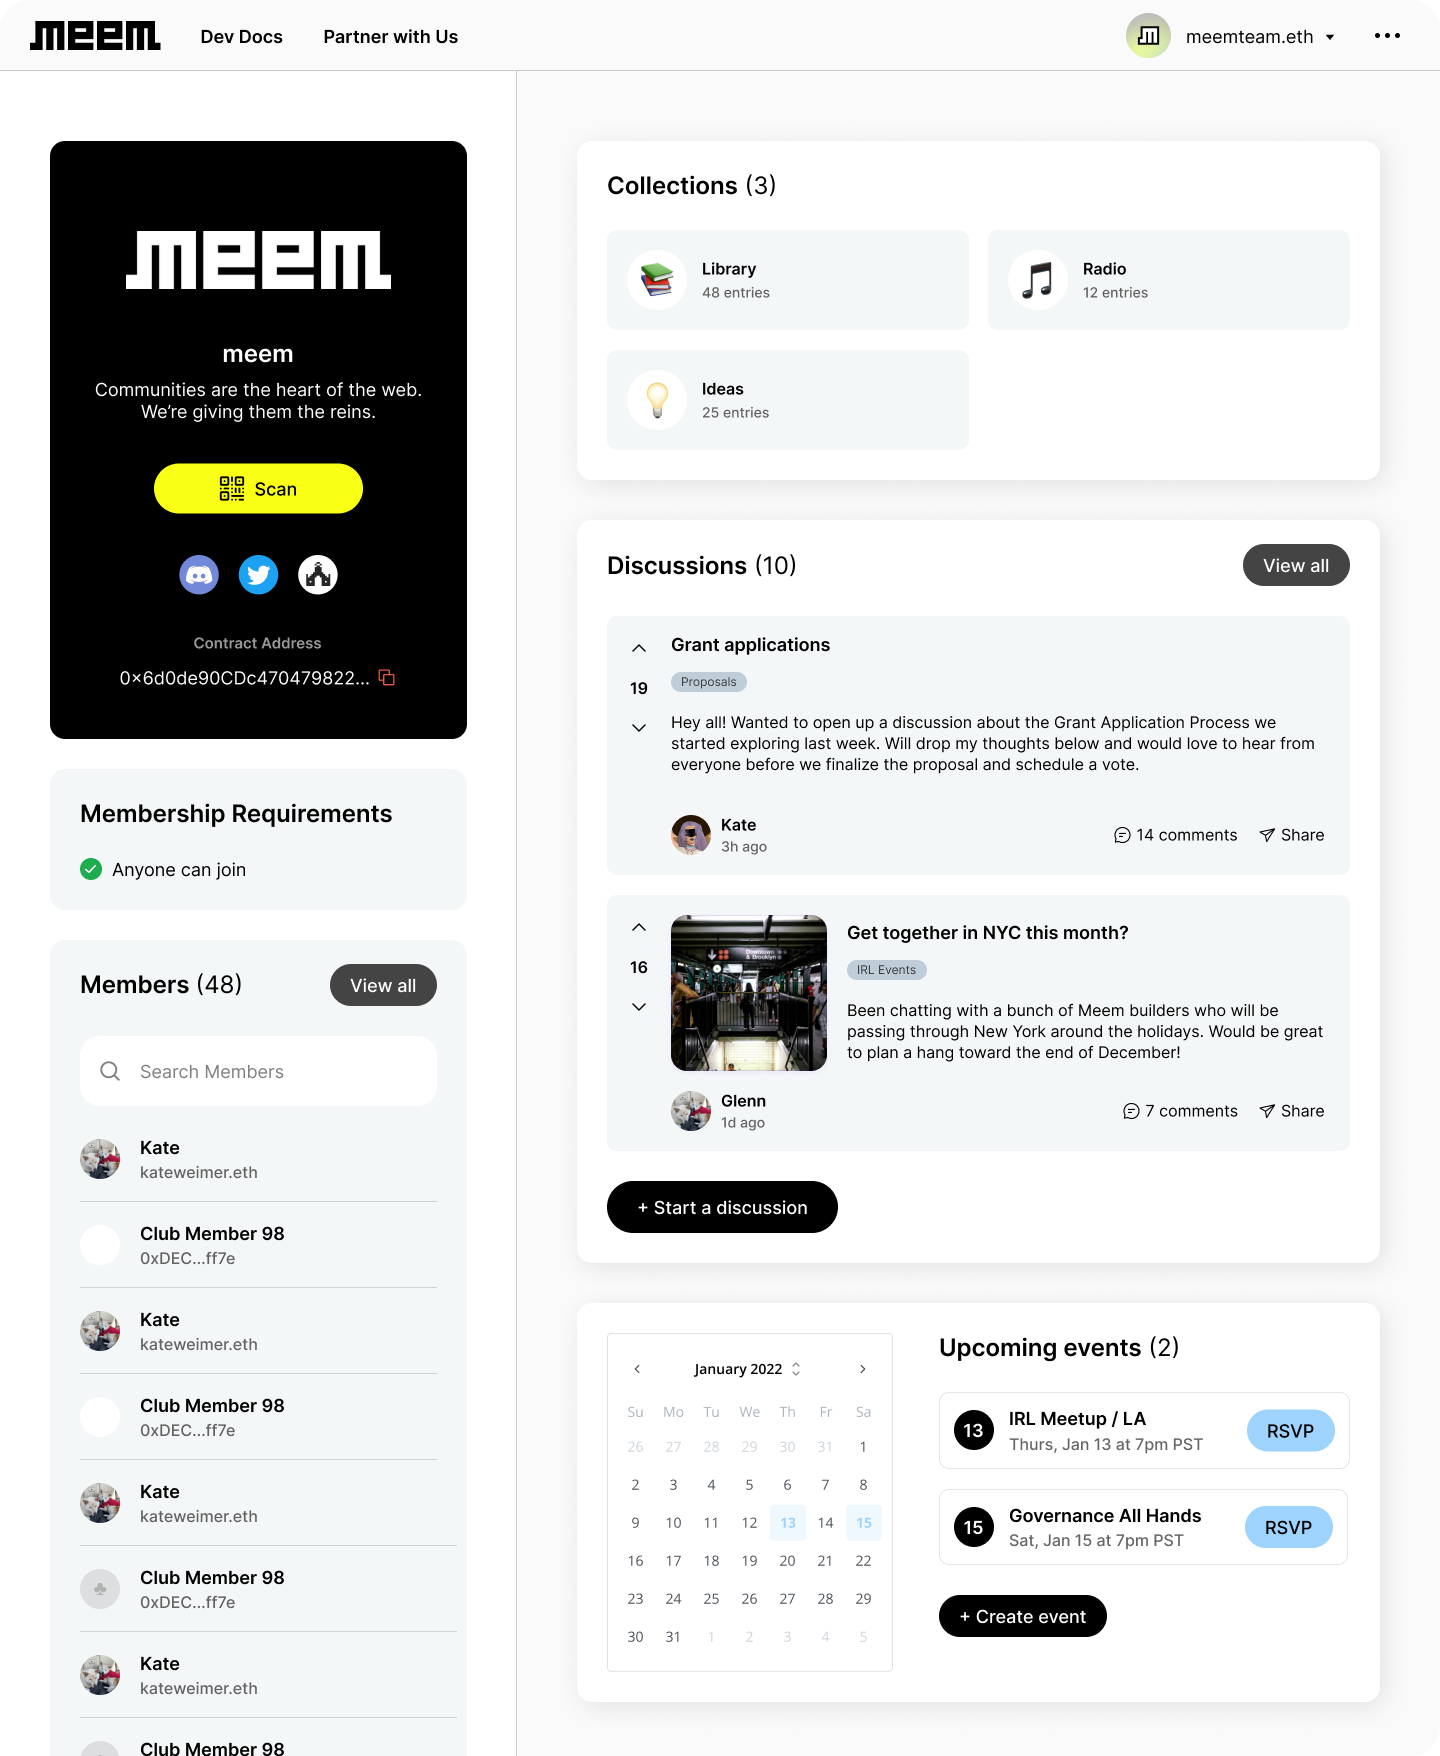 meem
Dev Docs
Partner with Us
meemteam.eth
meem
meem
Communities are the heart of the web.
We’re giving them the reins.
Scan
Contract Address
0x6d0de90CDc470479822...
Membership Requirements
Anyone can join
Members (48)
View all
Search Members
Kate
kateweimer.eth
Club Member 98
0xDEC...ff7e
Kate
kateweimer.eth
Club Member 98
0xDEC...ff7e
Kate
kateweimer.eth
Club Member 98
0xDEC...ff7e
Kate
kateweimer.eth
Club Member 98
Collections (3)
Library
48 entries
Radio
12 entries
Ideas
25 entries
Discussions (10)
View all
19
Grant applications
Proposals
Hey all! Wanted to open up a discussion about the Grant Application Process we
started exploring last week. Will drop my thoughts below and would love to hear from
everyone before we finalize the proposal and schedule a vote.
Kate
3h ago
14 comments
Share
16
Downtown
& Brooklyn
Get together in NYC this month?
IRL Events
Been chatting with a bunch of Meem builders who will be
passing through New York around the holidays. Would be great
to plan a hang toward the end of December!
Glenn
1d ago
7 comments
Share
+ Start a discussion
January 2022
Su Mo Tu We Th Fr Sa
26 27 28 29 30 31 1
2 3 4 5 6 7 8
9 10 11 12 13 14 15
16 17 18 19 20 21 22
23 24 25 26 27 28 29
30 31 1 2 3 4 5
Upcoming events (2)
13
IRL Meetup / LA
Thurs, Jan 13 at 7pm PST
RSVP
15
Governance All Hands
Sat, Jan 15 at 7pm PST
RSVP
+ Create event